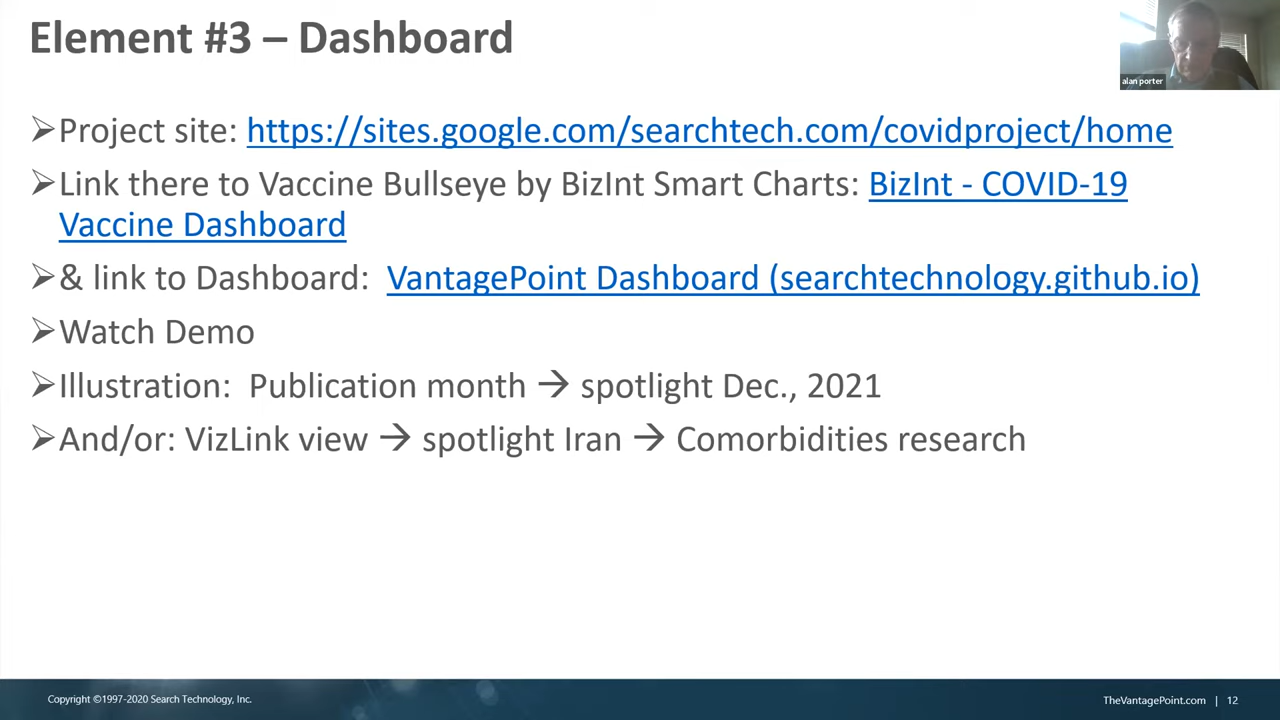 Element #3 – Dashboard
alan porter
➢Project site: https://sites.google.com/searchtech.com/covidproject/home
➢Link there to Vaccine Bullseye by BizInt Smart Charts: BizInt - COVID-19
Vaccine Dashboard
➢& link to Dashboard: VantagePoint Dashboard (searchtechnology.github.io)
➢Watch Demo
➢Illustration: Publication month → spotlight Dec., 2021
➢And/or: VizLink view → spotlight Iran → Comorbidities research
Copyright ©1997-2020 Search Technology, Inc.
TheVantagePoint.com | 12